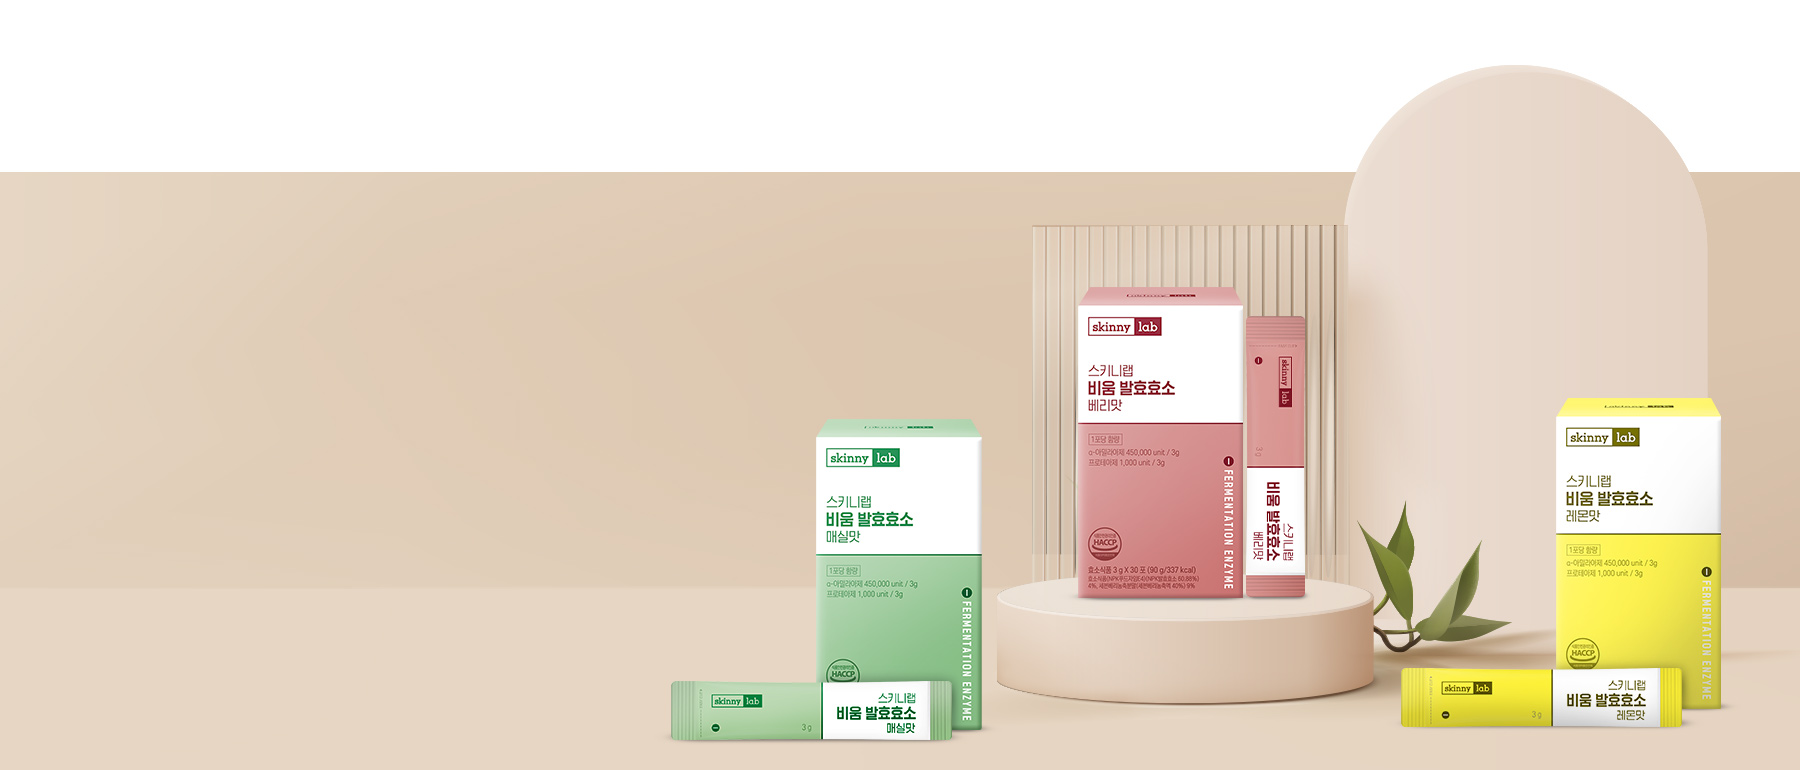 skinny lab
스키니랩
비움 발효효소
매실맛
1포당 함량
α-아밀라아제 450,000 unit / 3g
프로테아제 1,000 unit / 3g
FERMENTATION ENZYME
HACCP
skinny lab
3 g
스키니랩
비움 발효효소
매실맛
skinny lab
스키니랩
비움 발효효소
베리맛
1포당 함량
α-아밀라아제 450,000 unit / 3g
프로테아제 1,000 unit / 3g
FERMENTATION ENZYME
HACCP
효소식품 3 g X 30 포 (90 g/337 kcal)
skinny lab
스키니랩
비움 발효효소
베리맛
skinny lab
스키니랩
비움 발효효소
레몬맛
1포당 함량
α-아밀라아제 450,000 unit / 3g
프로테아제 1,000 unit / 3g
FERMENTATION ENZYME
HACCP
skinny lab
3 g
스키니랩
비움 발효효소
레몬맛